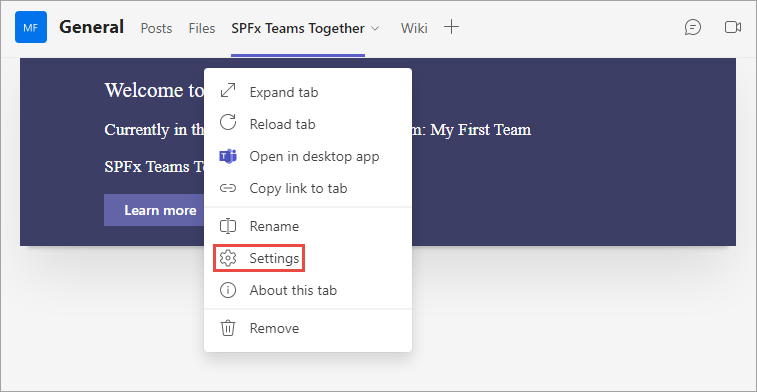 MF General Posts Files SPFx Teams Together Wiki
Welcome to
Currently in th m: My First Team
SPFx Teams T
Learn more
Expand tab
Reload tab
Open in desktop app
Copy link to tab
Rename
Settings
About this tab
Remove